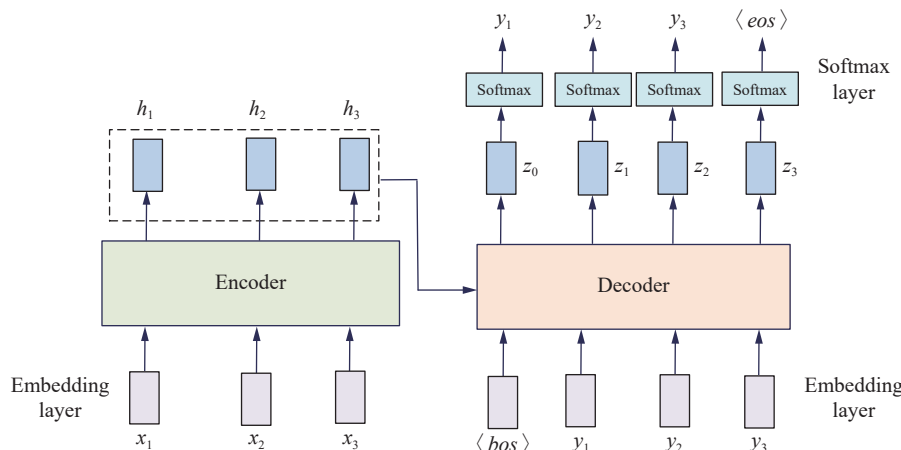 y1 y2 y3 ⟨eos⟩
Softmax Softmax Softmax Softmax
Softmax
layer
h1 h2 h3
z0 z1 z2 z3
Encoder
Decoder
Embedding
layer
x1 x2 x3
⟨bos⟩ y1 y2 y3
Embedding
layer